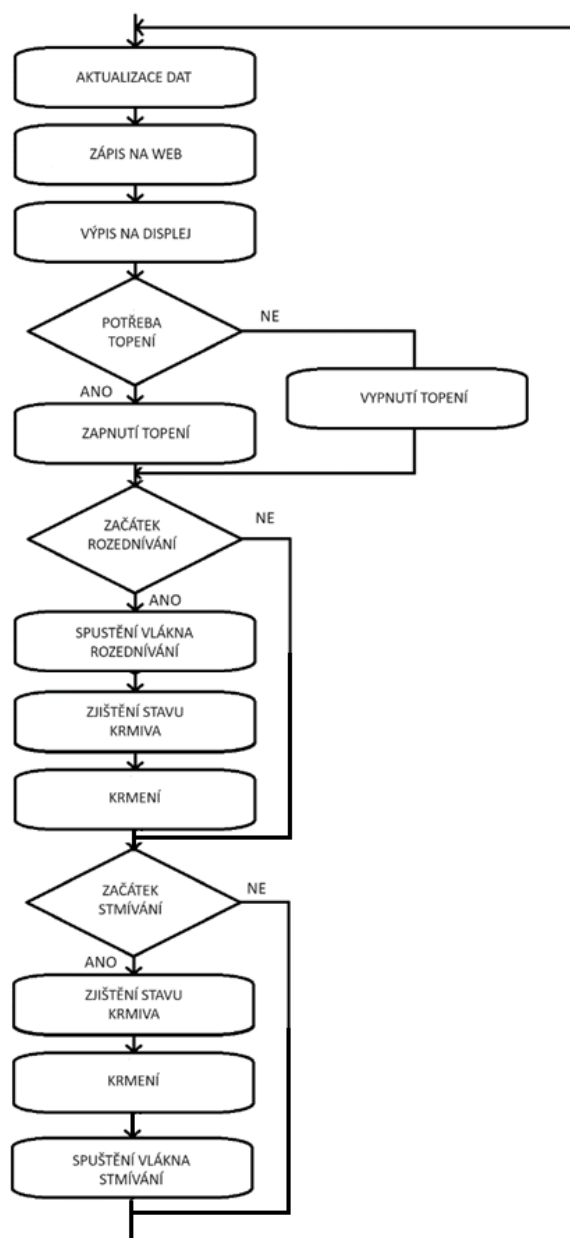 AKTUALIZACE DAT
ZÁPIS NA WEB
VÝPIS NA DISPLEJ
POTŘEBA
TOPENÍ
NE
ANO
VYPNUTÍ TOPENÍ
ZAPNUTÍ TOPENÍ
ZAČÁTEK
ROZEDNÍVÁNÍ
NE
ANO
SPUSTĚNÍ VLÁKNA
ROZEDNÍVÁNÍ
ZJIŠTĚNÍ STAVU
KRMIVA
KRMENÍ
ZAČÁTEK
STMÍVÁNÍ
NE
ANO
ZJIŠTĚNÍ STAVU
KRMIVA
KRMENÍ
SPUŠTĚNÍ VLÁKNA
STMÍVÁNÍ